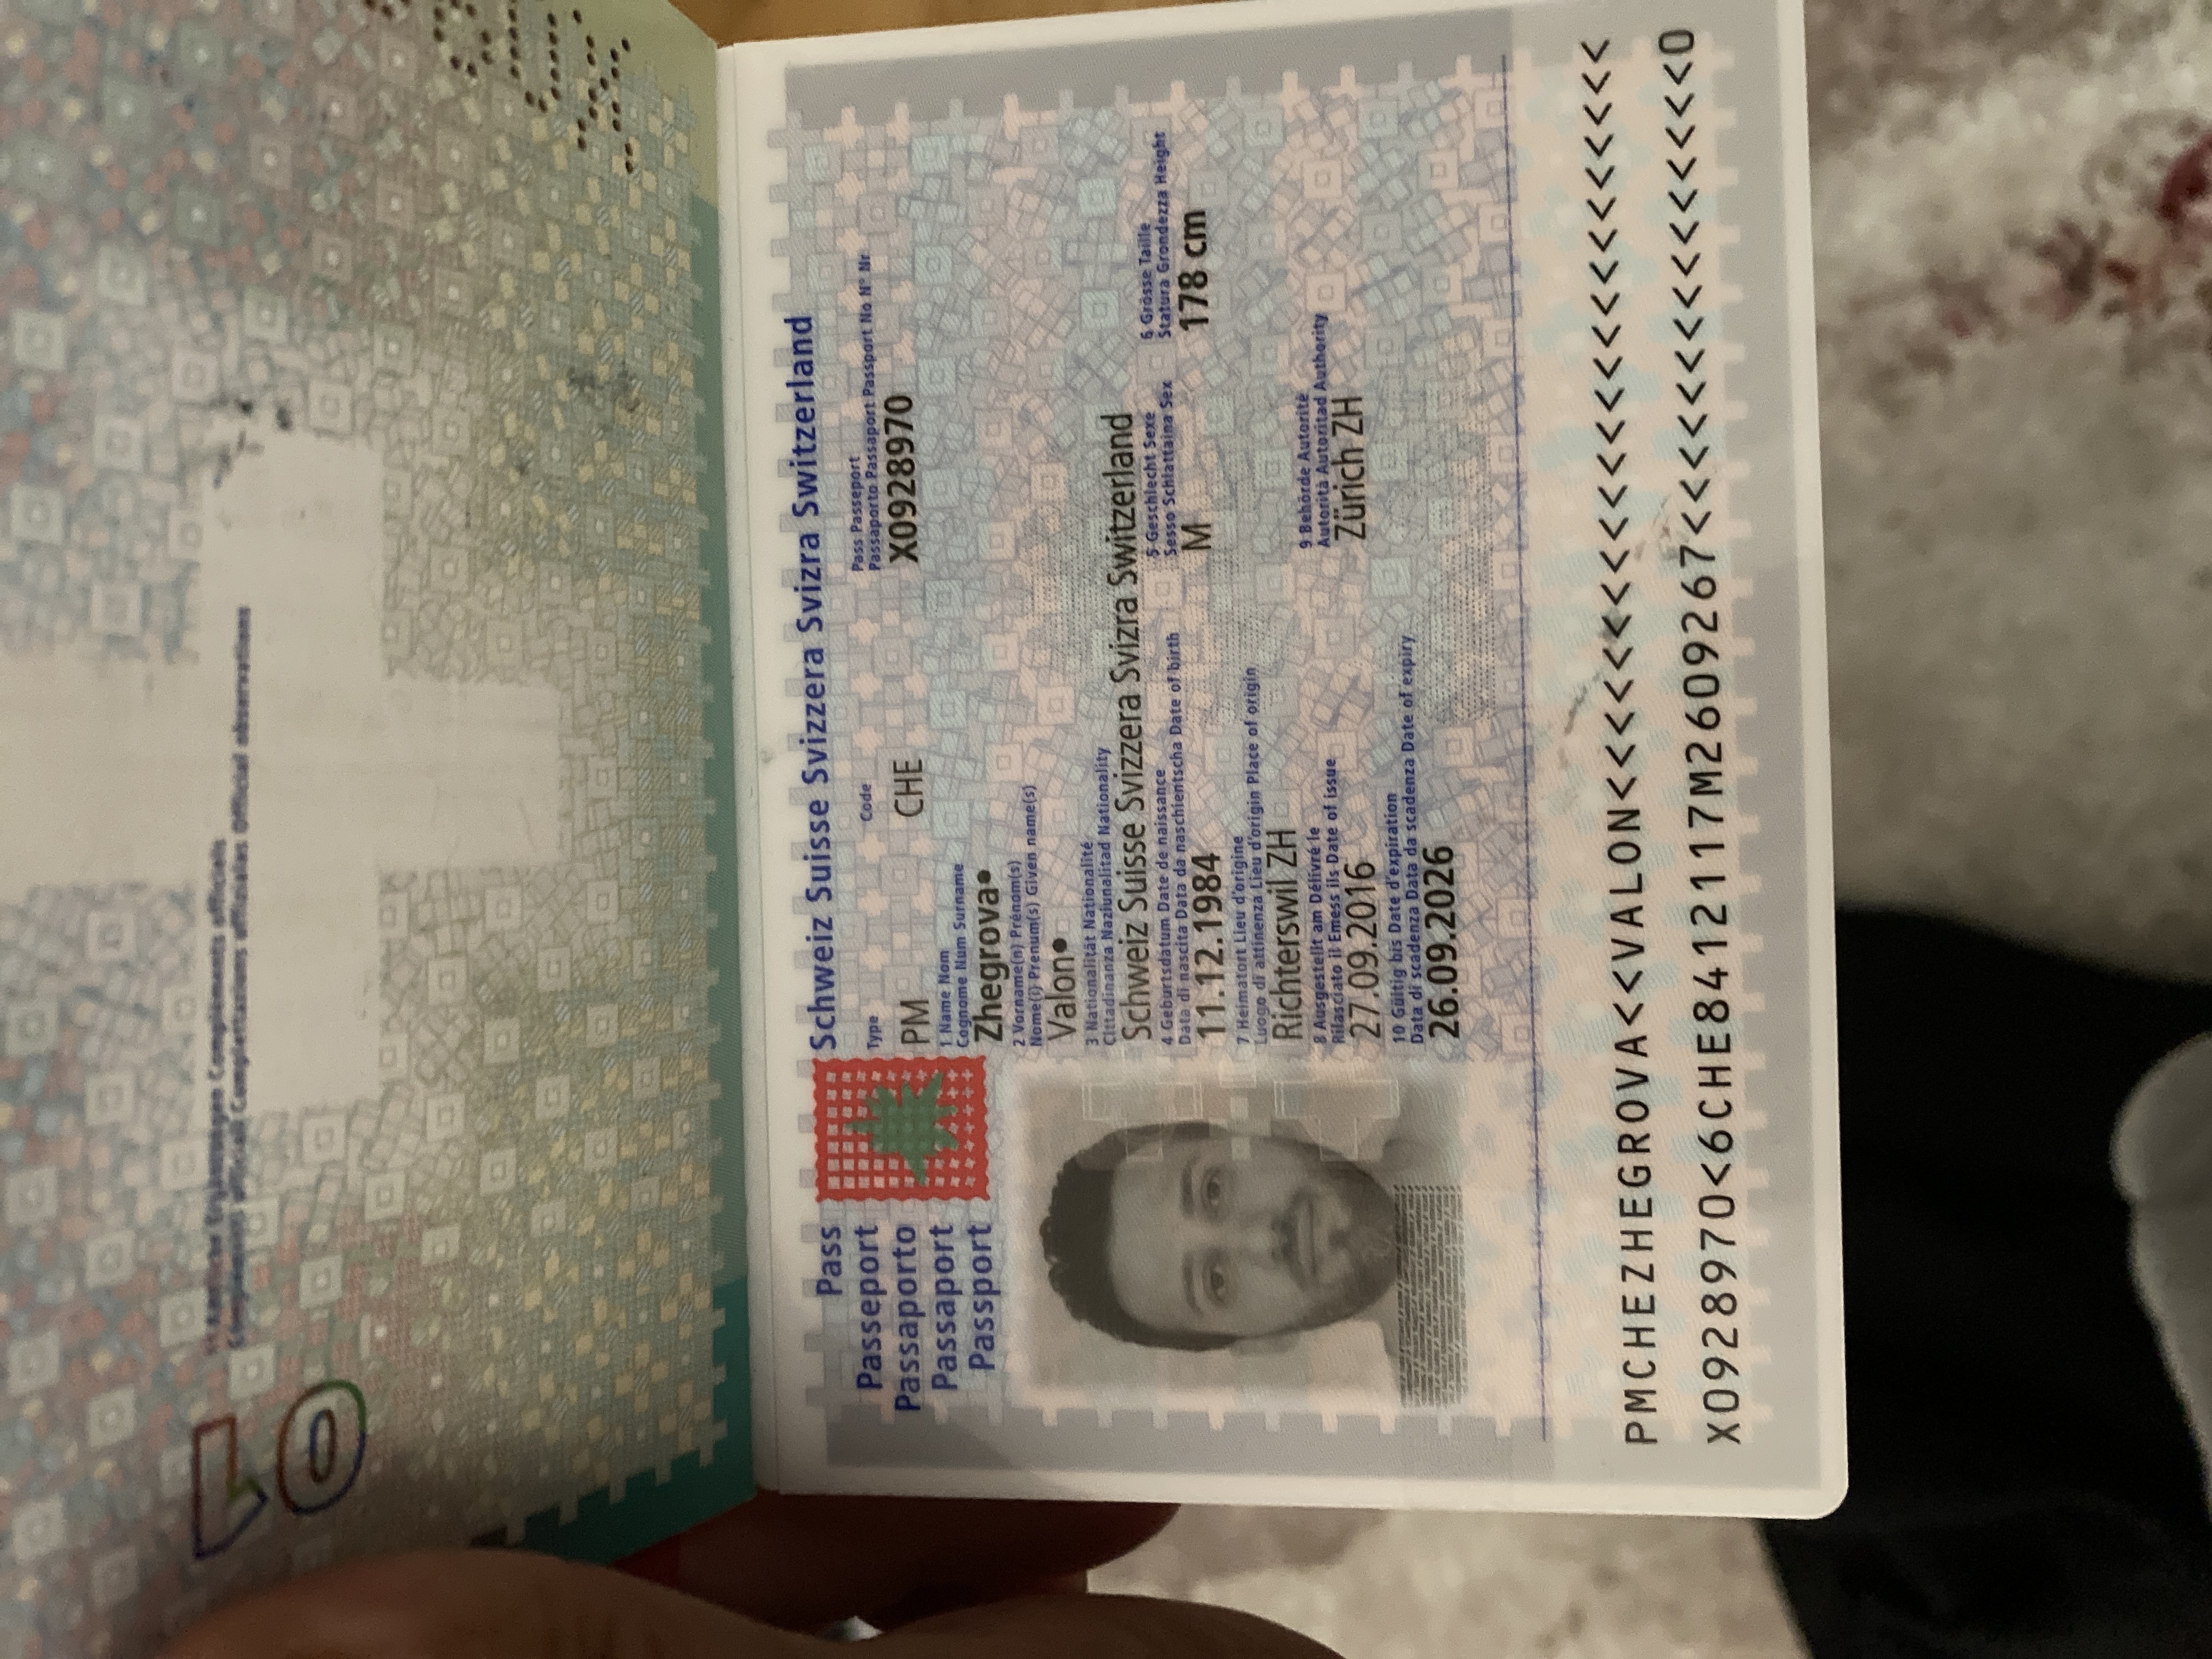 11 Amtliche Ergänzungen Compléments officiels
Complementi ufficiali Cumplettaziuns uffizialas Official observations
10
Pass
Passeport
Passaporto
Passaport
Passport
Schweiz Suisse Svizzera Svizra Switzerland
Type
PM
Code
CHE
Pass Passeport
Passaporto Passaport Passport No N° Nr
X0928970
1 Name Nom
Cognome Num Surname
Zhegrova•
2 Vorname(n) Prénom(s)
Nome(i) Prenum(s) Given name(s)
Valon•
3 Nationalität Nationalité
Cittadinanza Naziunalitad Nationality
Schweiz Suisse Svizzera Svizra Switzerland
4 Geburtsdatum Date de naissance
Data di nascita Data da naschientscha Date of birth
11.12.1984
5 Geschlecht Sexe
Sesso Schlattaina Sex
M
6 Grösse Taille
Statura Grondezza Height
178 cm
7 Heimatort Lieu d'origine
Luogo di attinenza Lieu d'origin Place of origin
Richterswil ZH
8 Ausgestellt am Délivré le
Rilasciato il Emess ils Date of issue
27.09.2016
9 Behörde Autorité
Autorità Autoritad Authority
Zürich ZH
10 Gültig bis Date d'expiration
Data di scadenza Data da scadenza Date of expiry
26.09.2026
PMCHEZHEGROVA<<VALON<<<<<<<<<<<<<<<<<<<<<<<<
X0928970<6CHE8412117M2609267<<<<<<<<<<<<<<<0